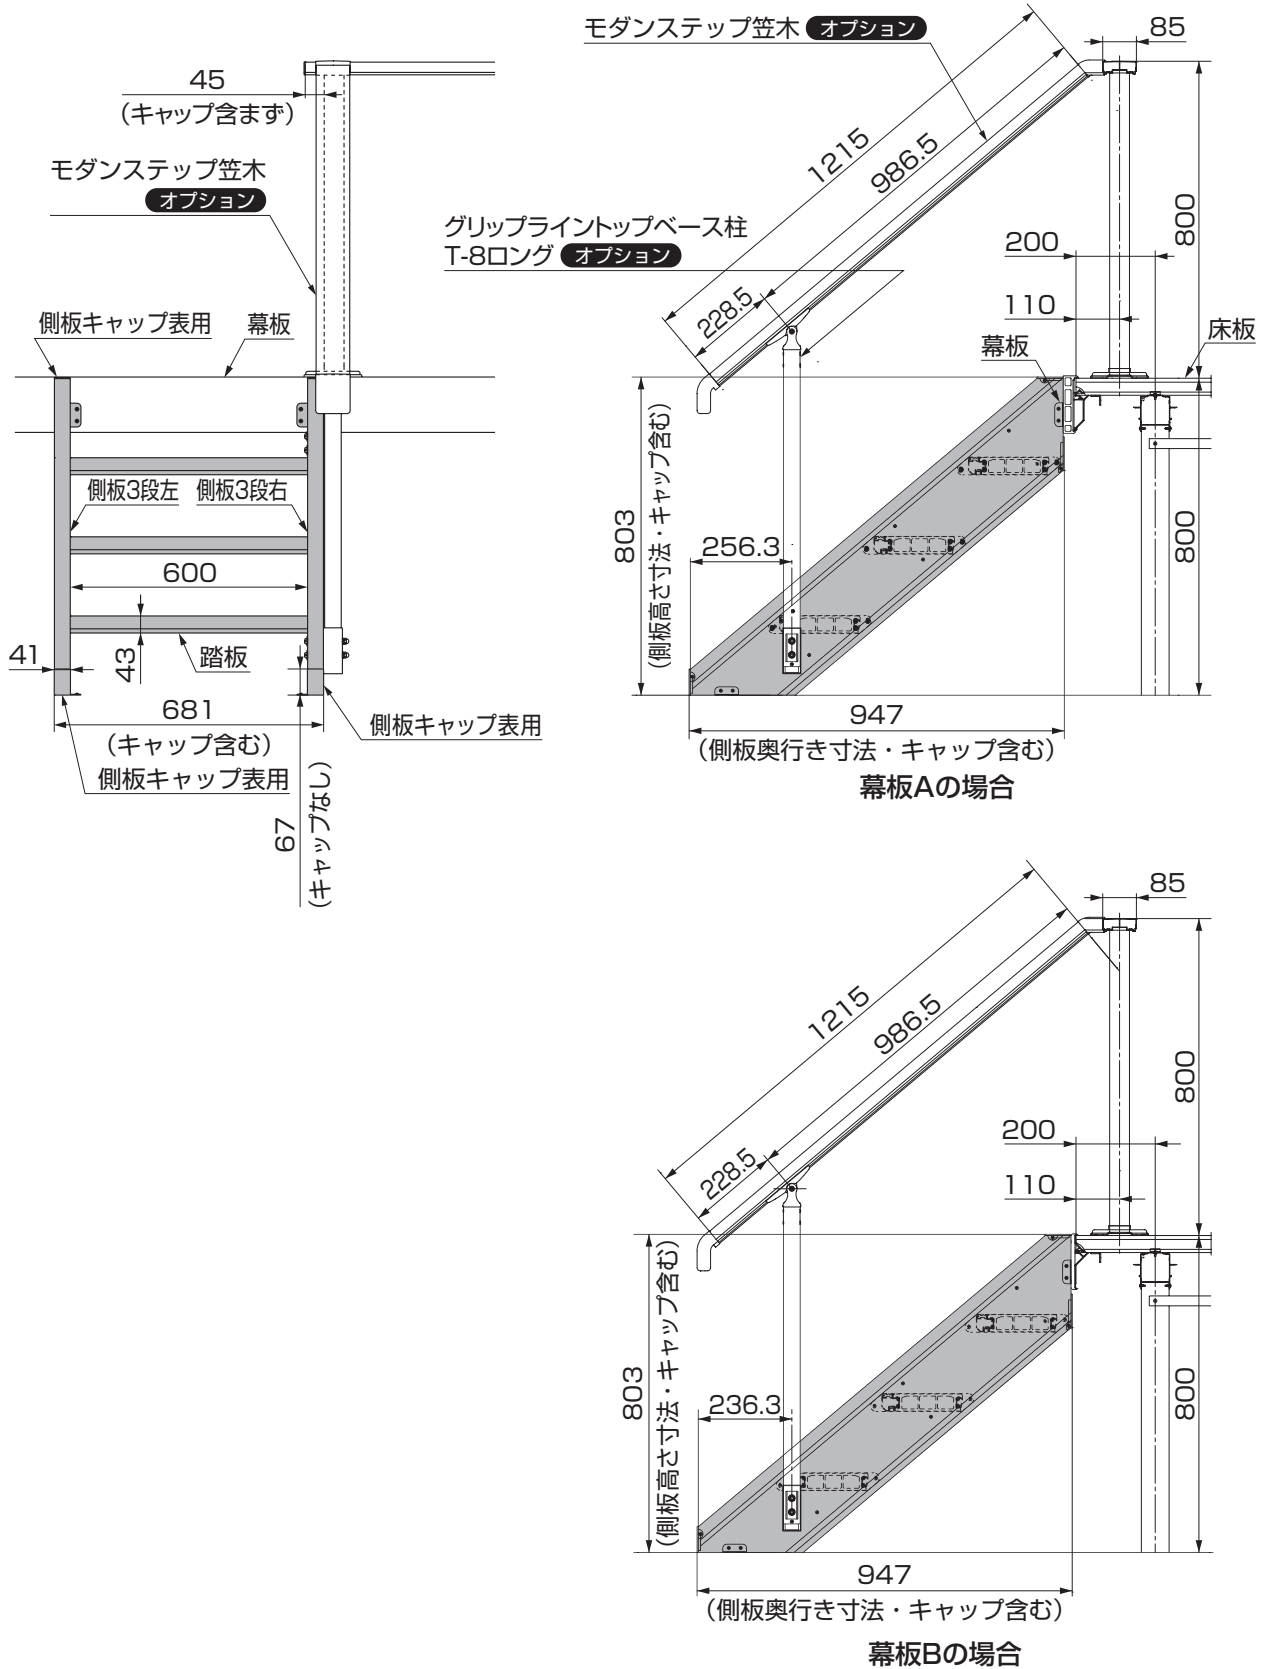 45
(キャップ含まず)
モダンステップ笠木
オプション
側板キャップ表用
幕板
側板3段左
側板3段右
600
41
43
踏板
681
(キャップ含む)
側板キャップ表用
側板キャップ表用
67
(キャップなし)
モダンステップ笠木 オプション
85
1215
986.5
グリップライントップベース柱
T-8ロング オプション
228.5
200
110
800
幕板
床板
803
(側板高さ寸法・キャップ含む)
256.3
800
947
(側板奥行き寸法・キャップ含む)
幕板Aの場合
85
1215
986.5
228.5
200
110
800
803
(側板高さ寸法・キャップ含む)
236.3
800
947
(側板奥行き寸法・キャップ含む)
幕板Bの場合